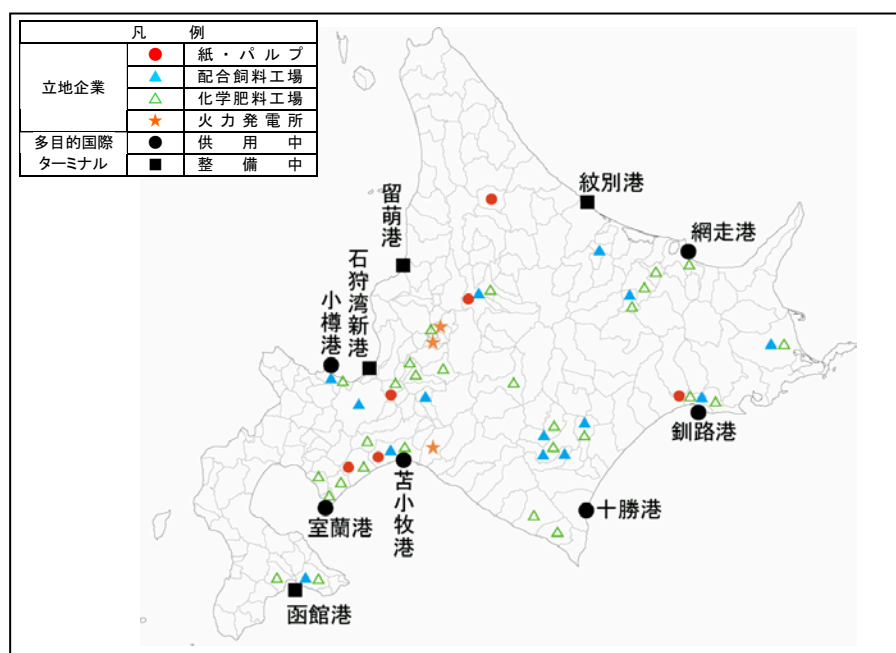 凡 例
立地企業
紙・パルプ
配合飼料工場
化学肥料工場
火力発電所
多目的国際
ターミナル
供用中
整備中
紋別港
網走港
留萌港
石狩湾新港
小樽港
釧路港
十勝港
苫小牧港
室蘭港
函館港